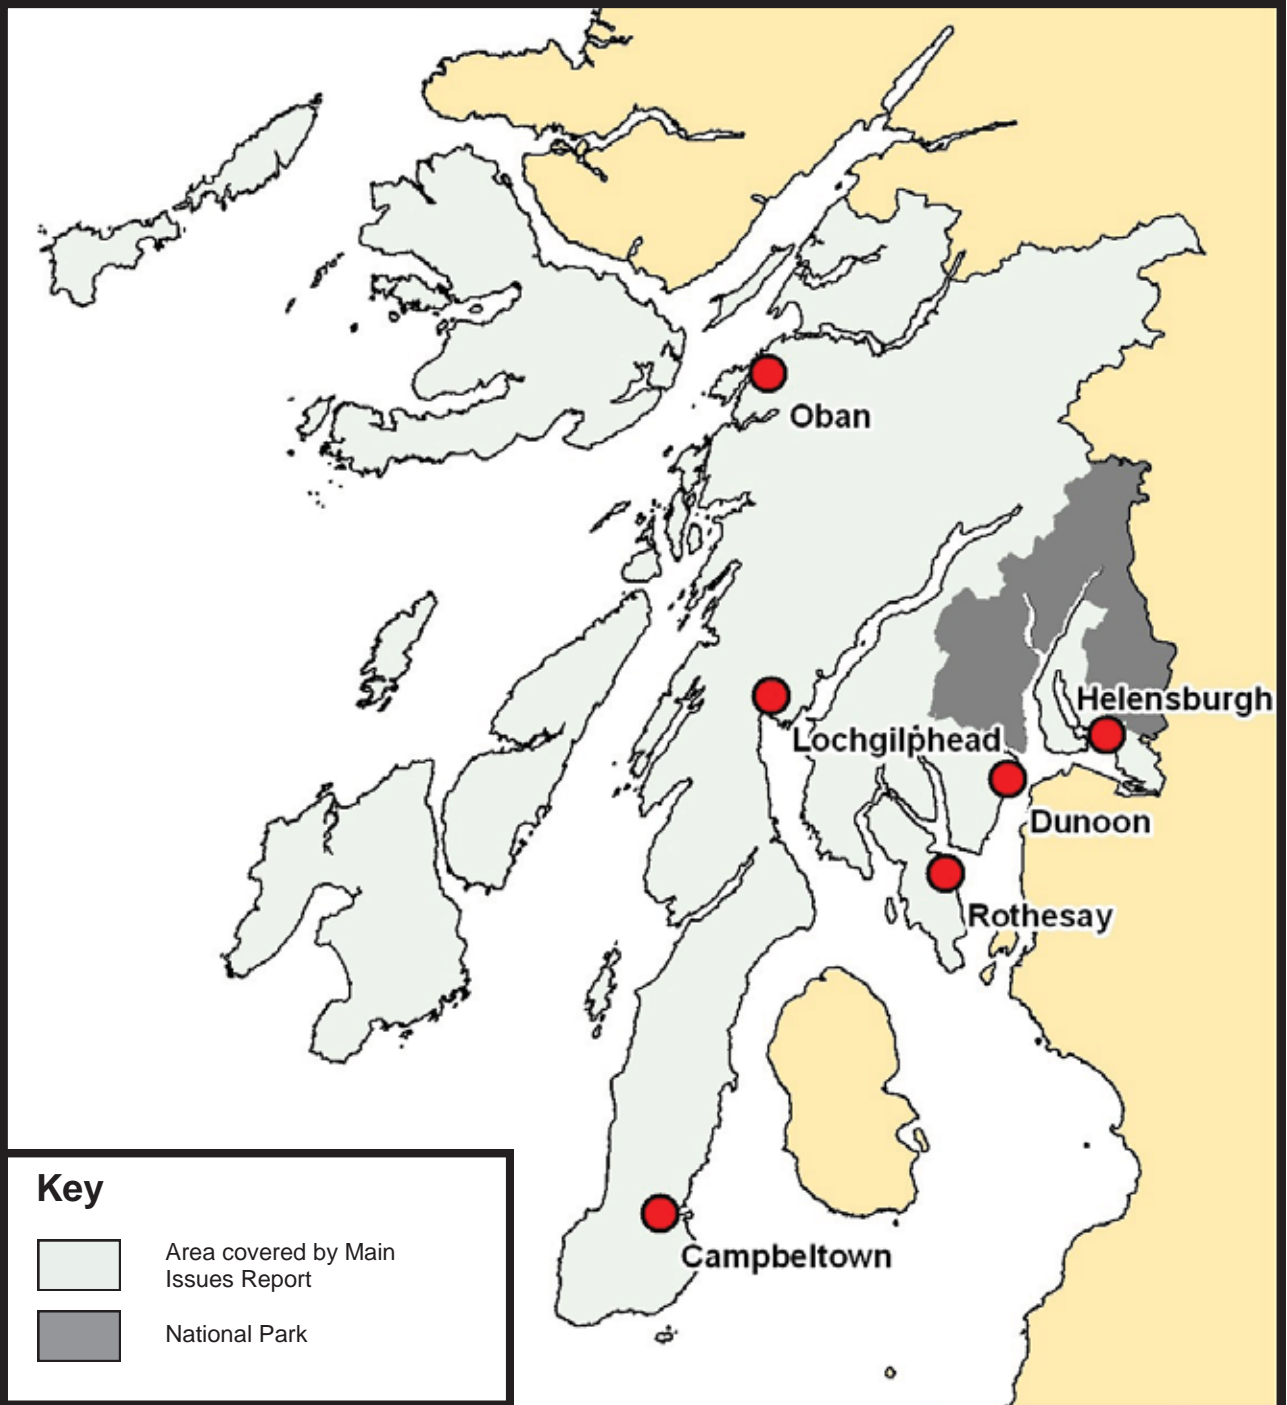 Oban
Helensburgh
Lochgilphead
Dunoon
Rothesay
Campbeltown
Key
Area covered by Main
Issues Report
National Park